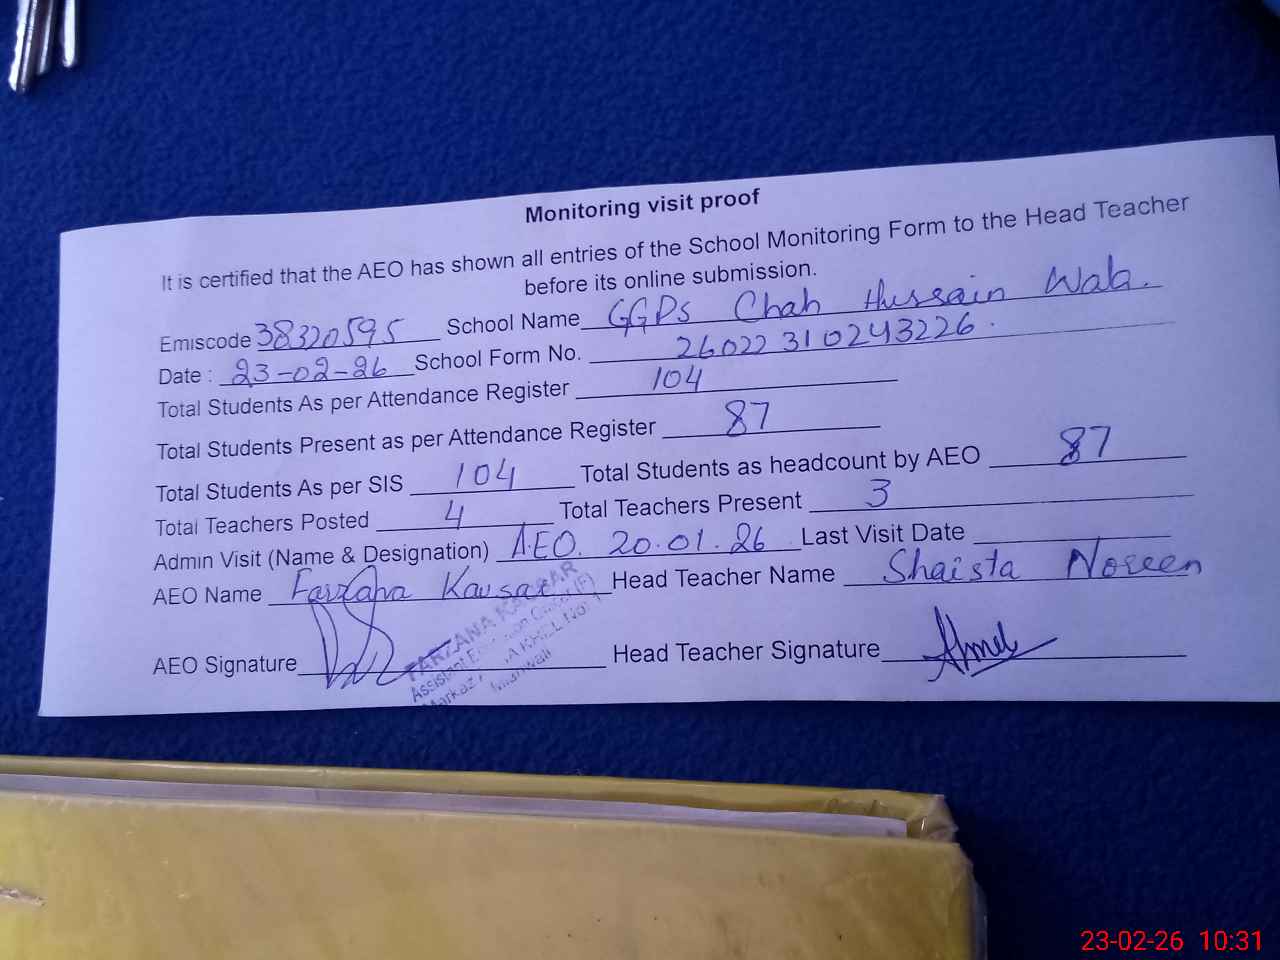 Monitoring visit proof
It is certified that the AEO has shown all entries of the School Monitoring Form to the Head Teacher
before its online submission.
Emiscode 38320595 School Name GGPS Chah Hussain Wala.
Date : 23-02-26 School Form No. 26022310243226.
Total Students As per Attendance Register 104
Total Students Present as per Attendance Register 87
Total Students As per SIS 104 Total Students as headcount by AEO 87
Total Teachers Posted 4 Total Teachers Present 3
Admin Visit (Name & Designation) A.EO. 20.01.26 Last Visit Date
AEO Name Farzana Kausar Head Teacher Name Shaista Noreen
AEO Signature Head Teacher Signature
FARZANA
Assistant
Markaz
Mianwali
23-02-26 10:31